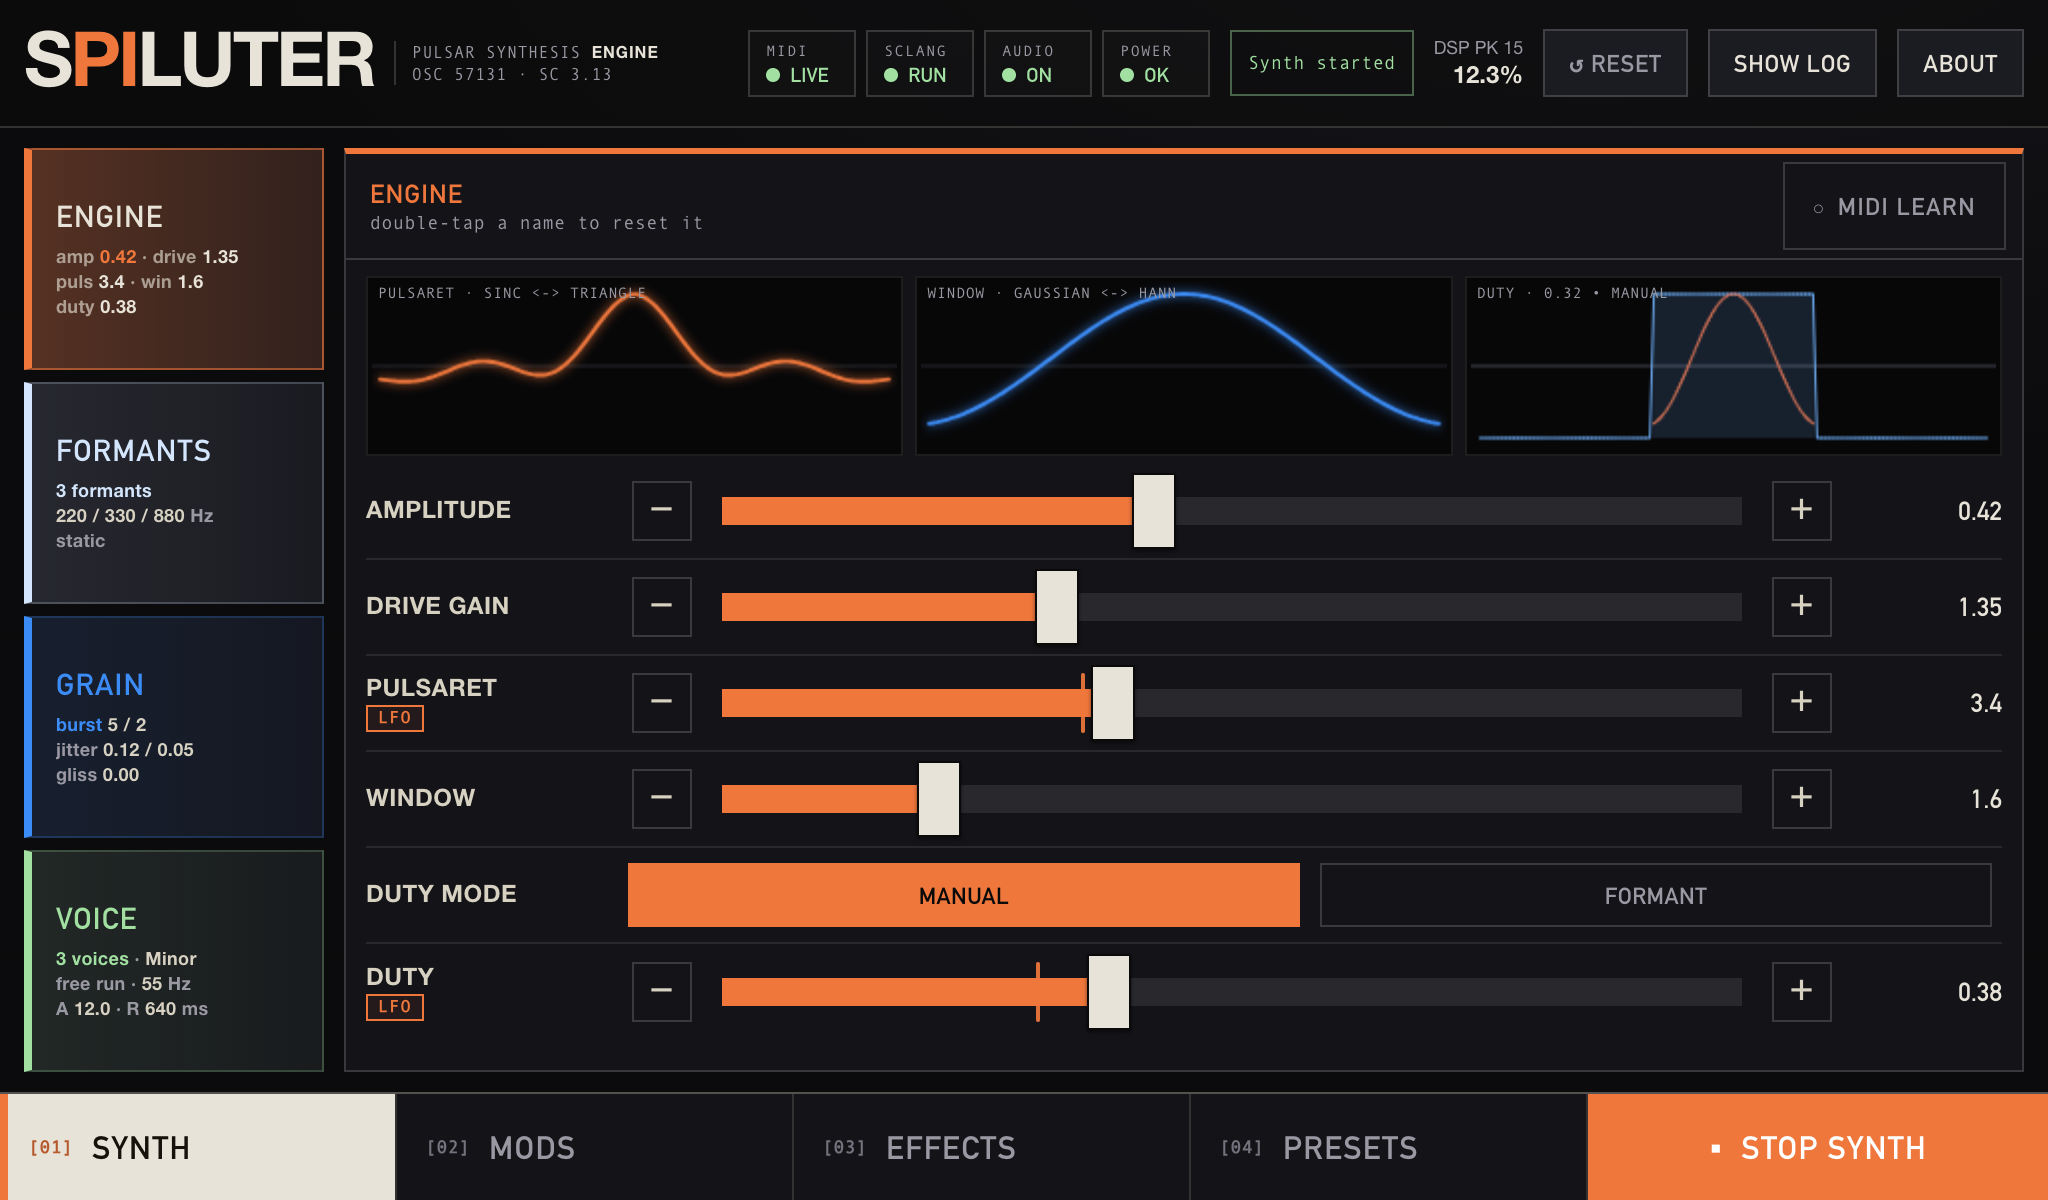 SPILUTER
PULSAR SYNTHESIS ENGINE
OSC 57131 · SC 3.13
MIDI
LIVE
SCLANG
RUN
AUDIO
ON
POWER
OK
Synth started
DSP PK 15
12.3%
↺ RESET
SHOW LOG
ABOUT
ENGINE
amp 0.42 · drive 1.35
puls 3.4 · win 1.6
duty 0.38
FORMANTS
3 formants
220 / 330 / 880 Hz
static
GRAIN
burst 5 / 2
jitter 0.12 / 0.05
gliss 0.00
VOICE
3 voices · Minor
free run · 55 Hz
A 12.0 · R 640 ms
ENGINE
double-tap a name to reset it
○ MIDI LEARN
PULSARET · SINC <-> TRIANGLE
WINDOW · GAUSSIAN <-> HANN
DUTY · 0.32 • MANUAL
AMPLITUDE
−
+
0.42
DRIVE GAIN
−
+
1.35
PULSARET
LFO
−
+
3.4
WINDOW
−
+
1.6
DUTY MODE
MANUAL
FORMANT
DUTY
LFO
−
+
0.38
[01] SYNTH
[02] MODS
[03] EFFECTS
[04] PRESETS
▪ STOP SYNTH